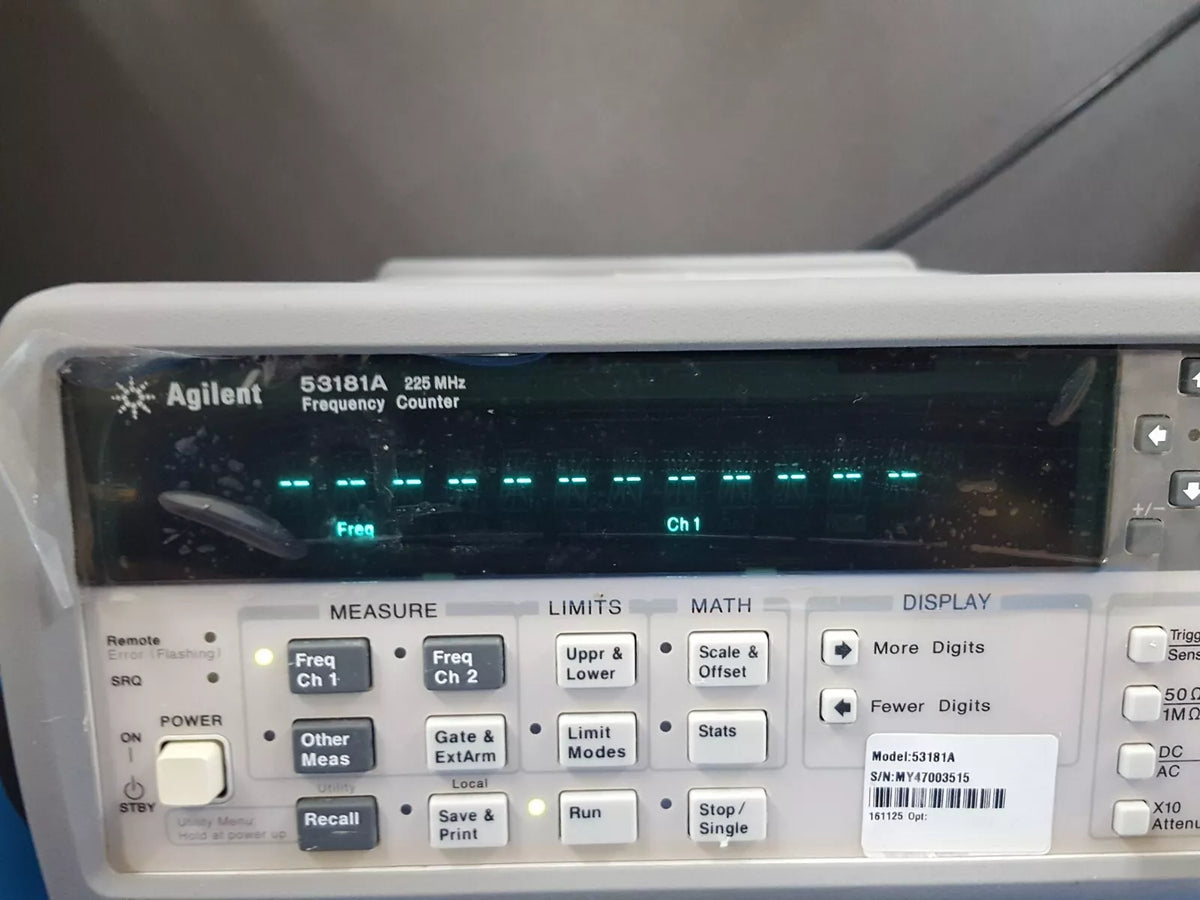 Agilent
53181A 225 MHz
Frequency Counter
-- -- -- -- -- -- -- -- -- -- -- --
Freq Ch 1
MEASURE
LIMITS
MATH
DISPLAY
Remote
Error (Flashing)
SRQ
POWER
ON
STBY
Freq
Ch 1
Freq
Ch 2
Uppr &
Lower
Scale &
Offset
More Digits
Fewer Digits
Other
Meas
Gate &
ExtArm
Limit
Modes
Stats
Utility
Local
Utility Menu:
Hold at power up
Recall
Save &
Print
Run
Stop/
Single
Model:53181A
S/N:MY47003515
161125 Opt:
+/−
Trigg
Sens
50Ω
1MΩ
DC
AC
X10
Attenu